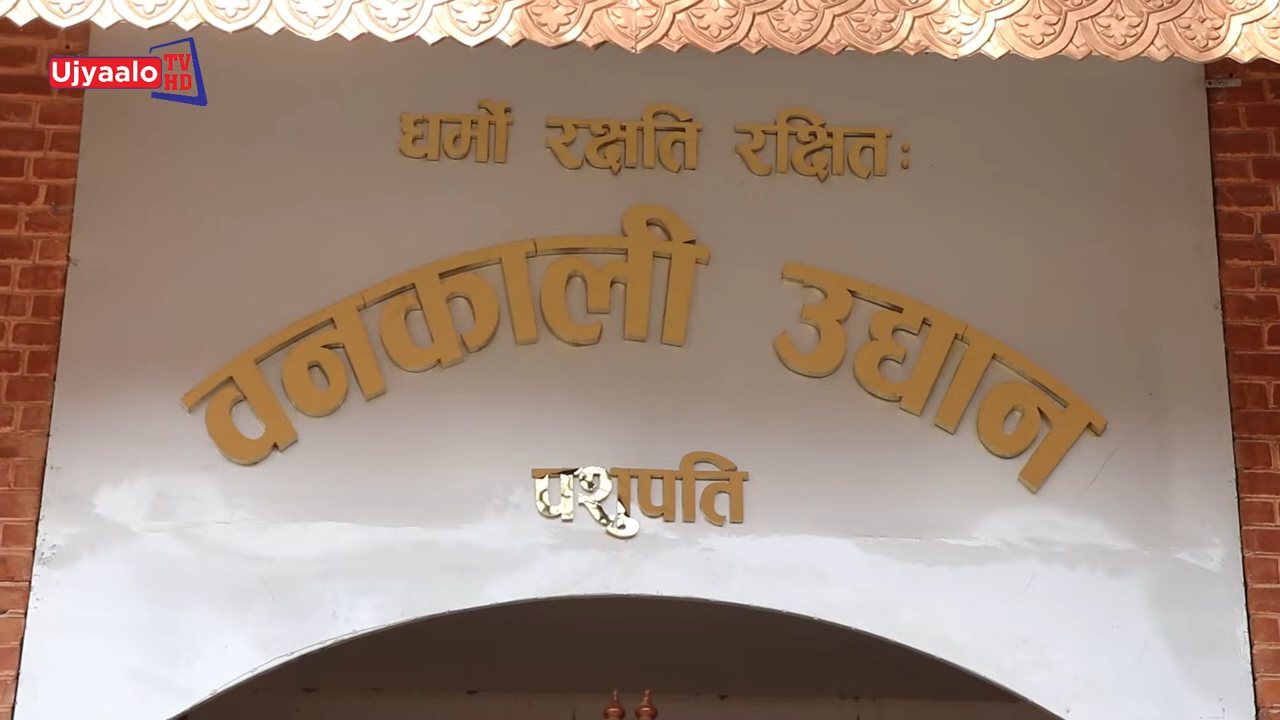 Ujyaalo TV HD
धर्मो रक्षति रक्षित:
वनकाली उद्यान
पशुपति